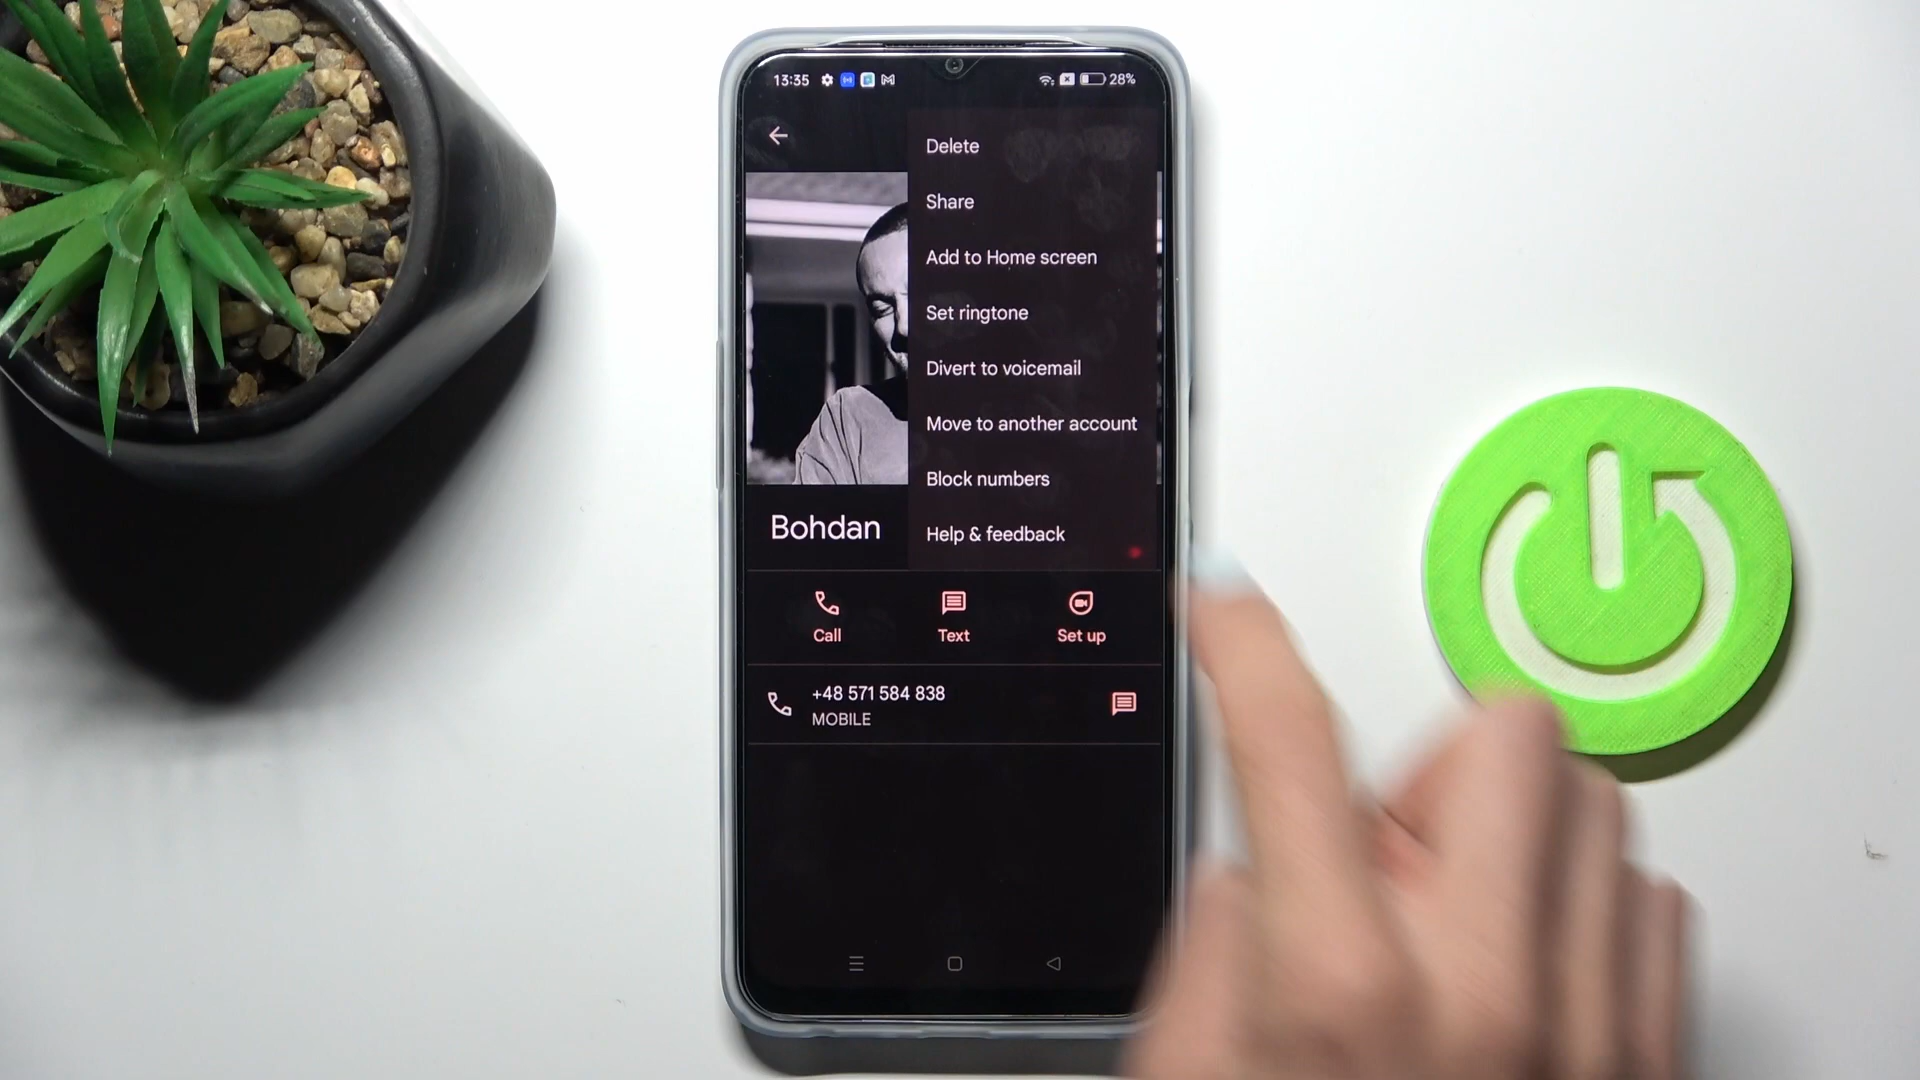 13:35
28%
Delete
Share
Add to Home screen
Set ringtone
Divert to voicemail
Move to another account
Block numbers
Help & feedback
Bohdan
Call
Text
Set up
+48 571 584 838
MOBILE